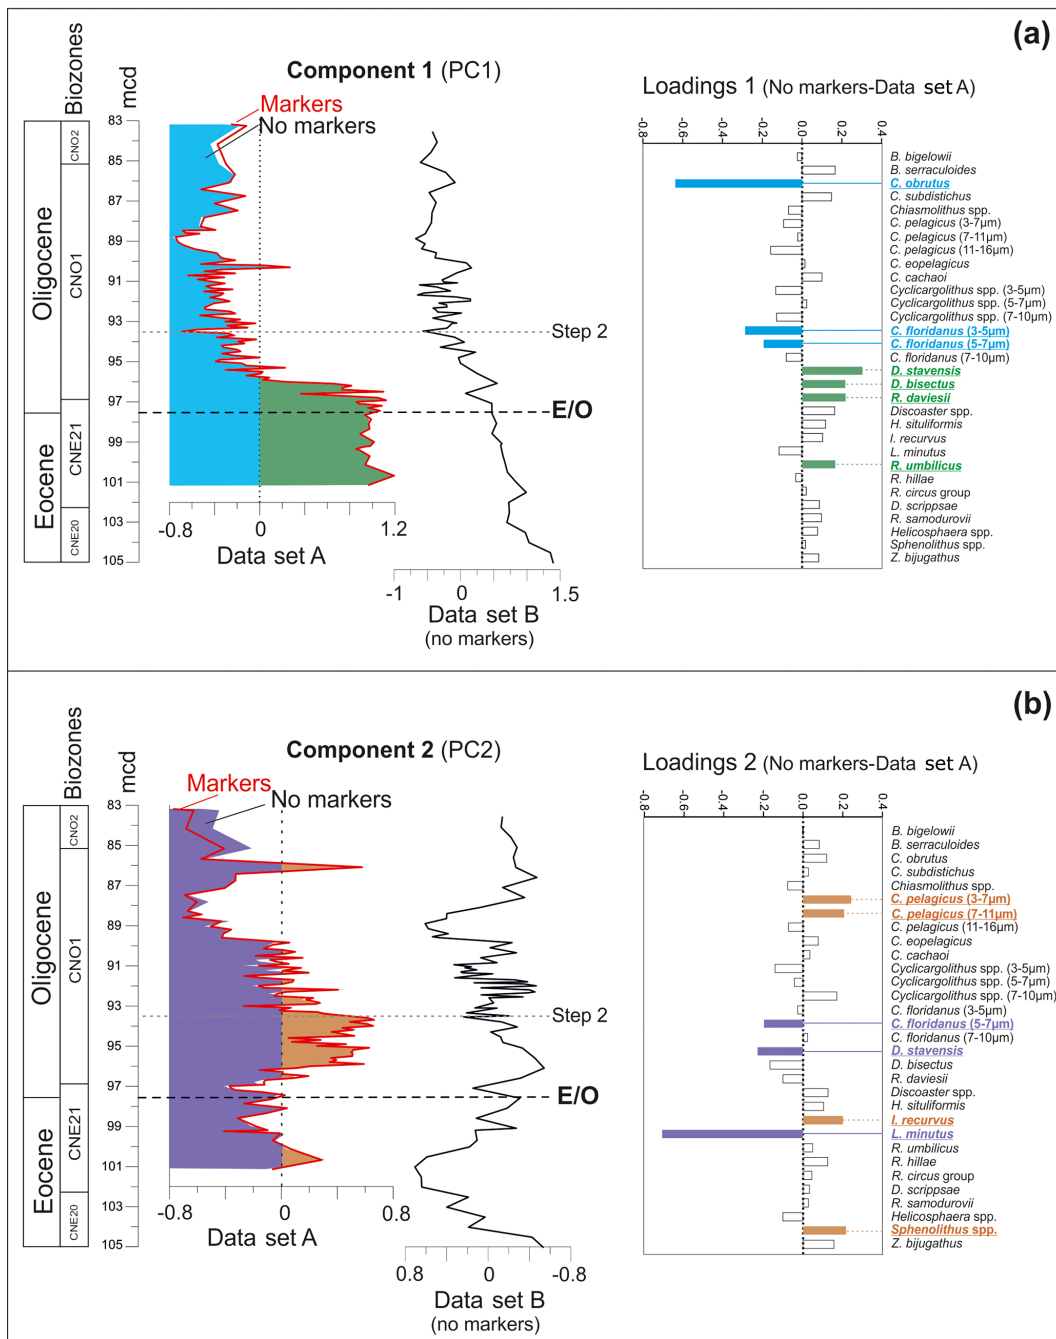 (a)
Component 1 (PC1)
Loadings 1 (No markers-Data set A)
Biozones
mcd
Markers
No markers
-0.8
-0.6
-0.4
-0.2
0.0
0.2
0.4
83
85
87
89
91
93
95
97
99
101
103
105
Oligocene
Eocene
CNO2
CNO1
CNE21
CNE20
Step 2
E/O
-0.8 0 1.2
Data set A
-1 0 1.5
Data set B
(no markers)
B. bigelowii
B. serraculoides
C. obrutus
C. subdistichus
Chiasmolithus spp.
C. pelagicus (3-7µm)
C. pelagicus (7-11µm)
C. pelagicus (11-16µm)
C. eopelagicus
C. cachaoi
Cyclicargolithus spp. (3-5µm)
Cyclicargolithus spp. (5-7µm)
Cyclicargolithus spp. (7-10µm)
C. floridanus (3-5µm)
C. floridanus (5-7µm)
C. floridanus (7-10µm)
D. stavensis
D. bisectus
R. daviesii
Discoaster spp.
H. situliformis
I. recurvus
L. minutus
R. umbilicus
R. hillae
R. circus group
D. scrippsae
R. samodurovii
Helicosphaera spp.
Sphenolithus spp.
Z. bijugathus
(b)
Component 2 (PC2)
Loadings 2 (No markers-Data set A)
Biozones
mcd
Markers
No markers
-0.8
-0.6
-0.4
-0.2
0.0
0.2
0.4
83
85
87
89
91
93
95
97
99
101
103
105
Oligocene
Eocene
CNO2
CNO1
CNE21
CNE20
Step 2
E/O
-0.8 0 0.8
Data set A
0.8 0 -0.8
Data set B
(no markers)
B. bigelowii
B. serraculoides
C. obrutus
C. subdistichus
Chiasmolithus spp.
C. pelagicus (3-7µm)
C. pelagicus (7-11µm)
C. pelagicus (11-16µm)
C. eopelagicus
C. cachaoi
Cyclicargolithus spp. (3-5µm)
Cyclicargolithus spp. (5-7µm)
Cyclicargolithus spp. (7-10µm)
C. floridanus (3-5µm)
C. floridanus (5-7µm)
C. floridanus (7-10µm)
D. stavensis
D. bisectus
R. daviesii
Discoaster spp.
H. situliformis
I. recurvus
L. minutus
R. umbilicus
R. hillae
R. circus group
D. scrippsae
R. samodurovii
Helicosphaera spp.
Sphenolithus spp.
Z. bijugathus